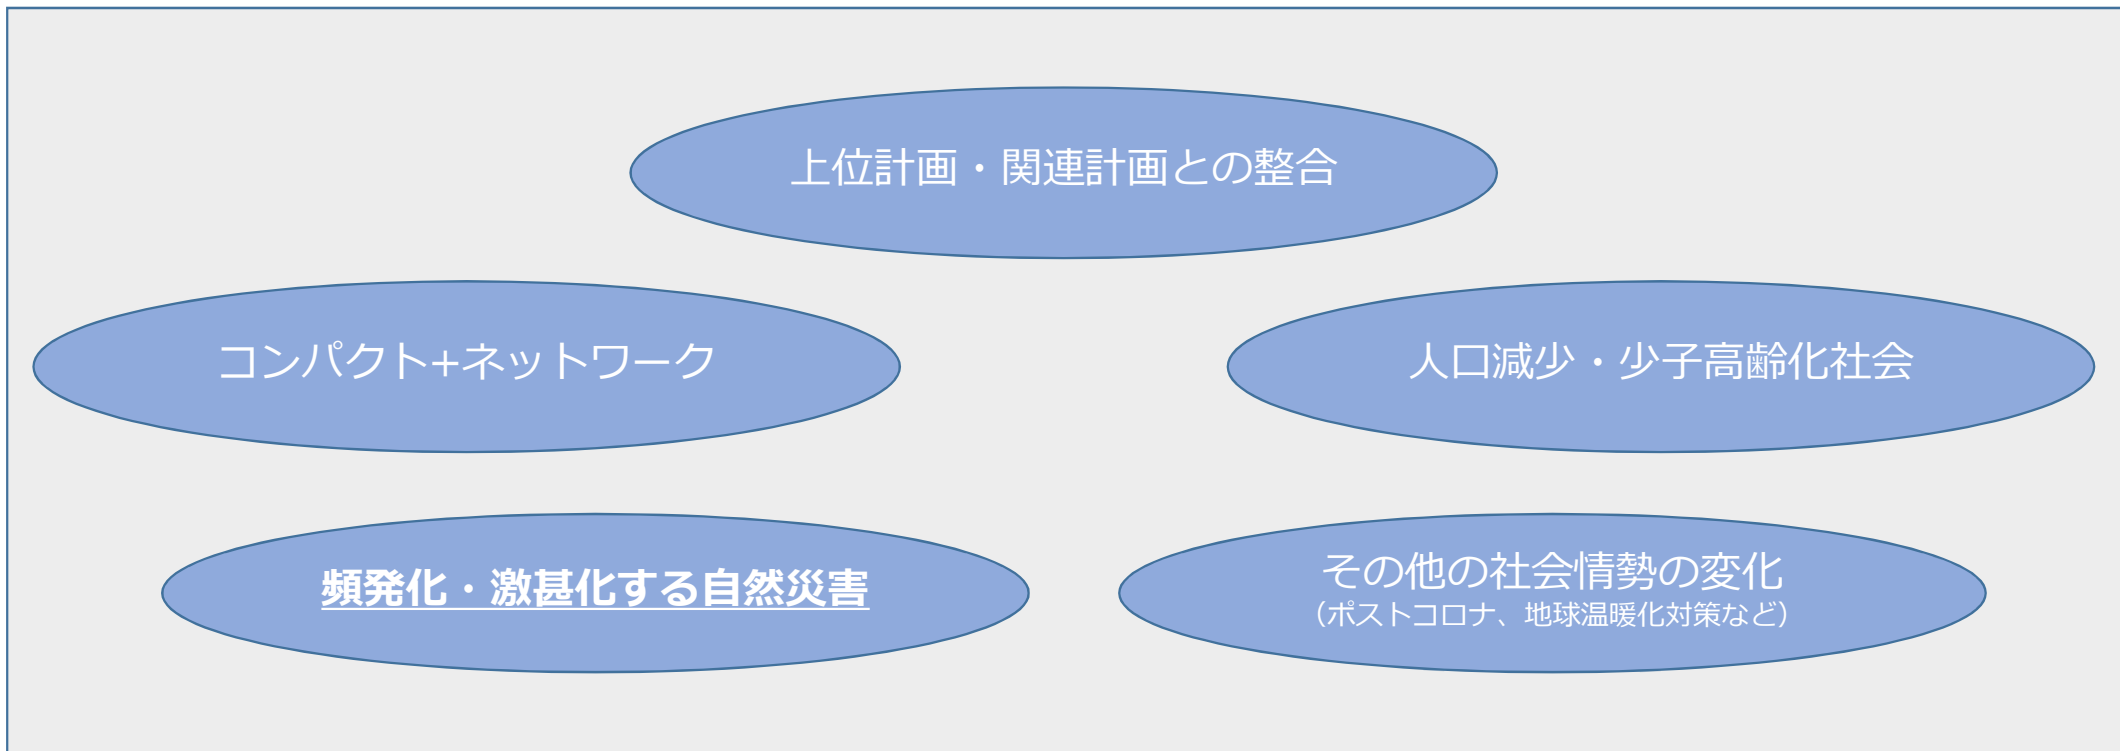 上位計画・関連計画との整合
コンパクト+ネットワーク
人口減少・少子高齢化社会
頻発化・激甚化する自然災害
その他の社会情勢の変化
（ポストコロナ、地球温暖化対策など）